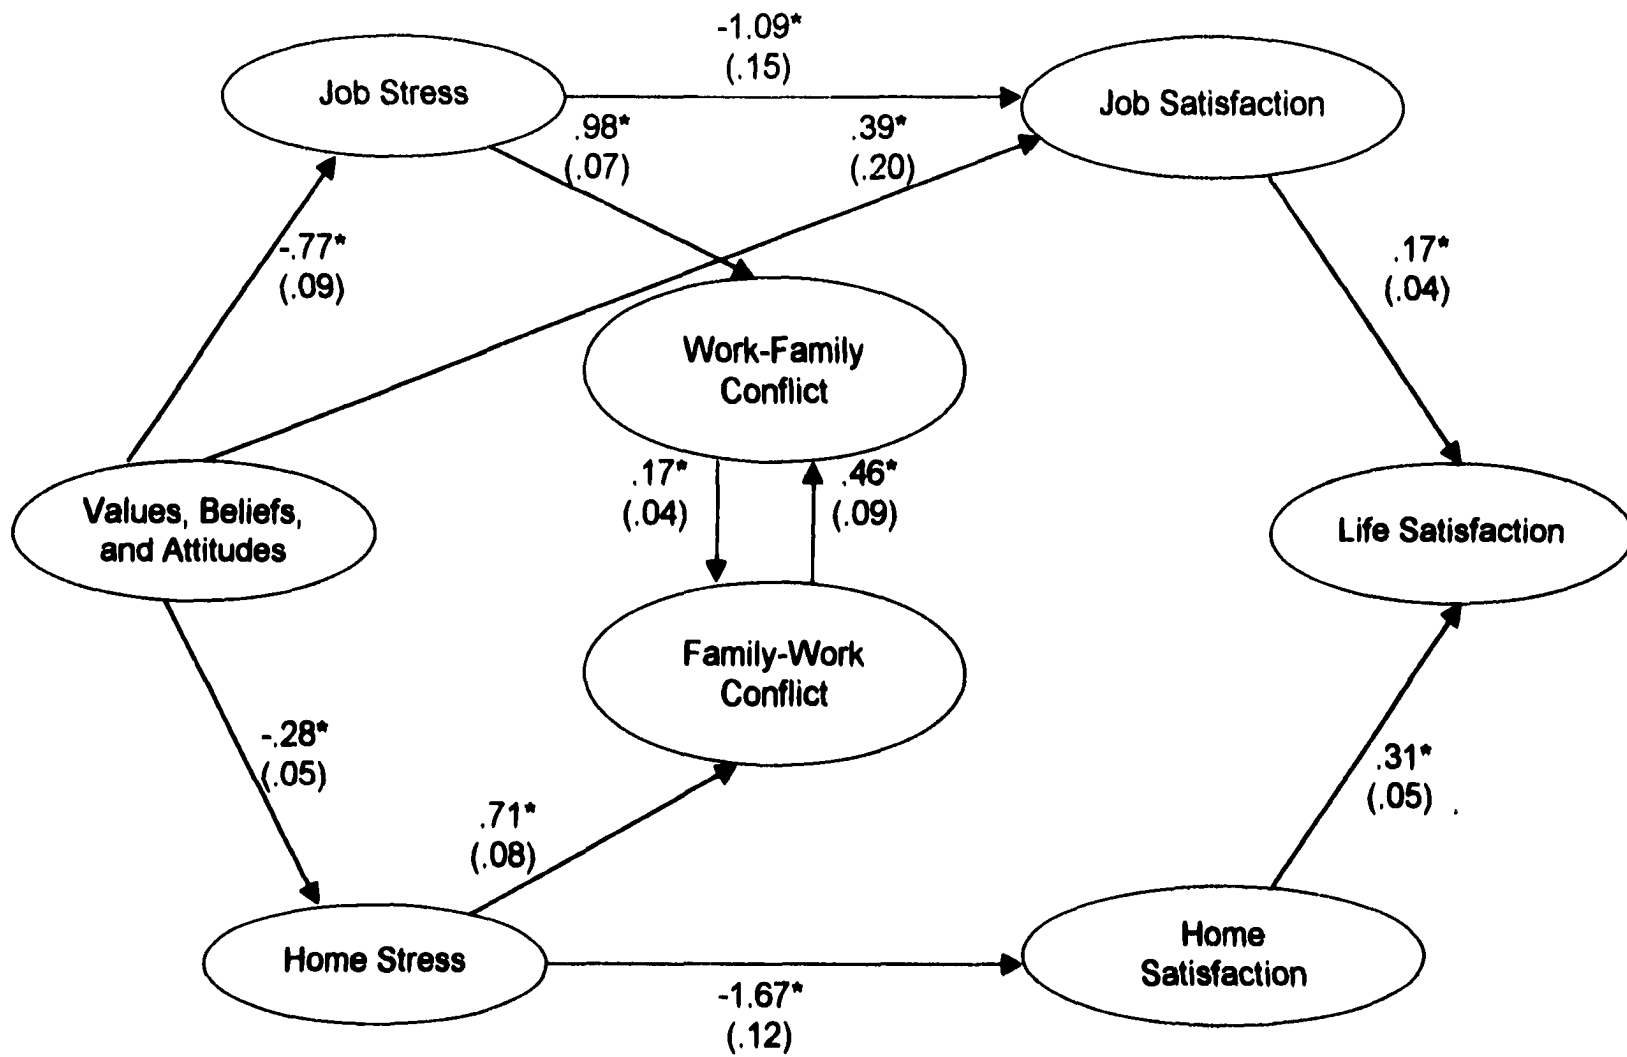 -1.09*
(.15)
Job Stress
Job Satisfaction
.98*
(.07)
.39*
(.20)
-.77*
(.09)
.17*
(.04)
Work-Family
Conflict
.17*
(.04)
.46*
(.09)
Values, Beliefs,
and Attitudes
Life Satisfaction
Family-Work
Conflict
-.28*
(.05)
.71*
(.08)
.31*
(.05)
Home Stress
Home
Satisfaction
-1.67*
(.12)